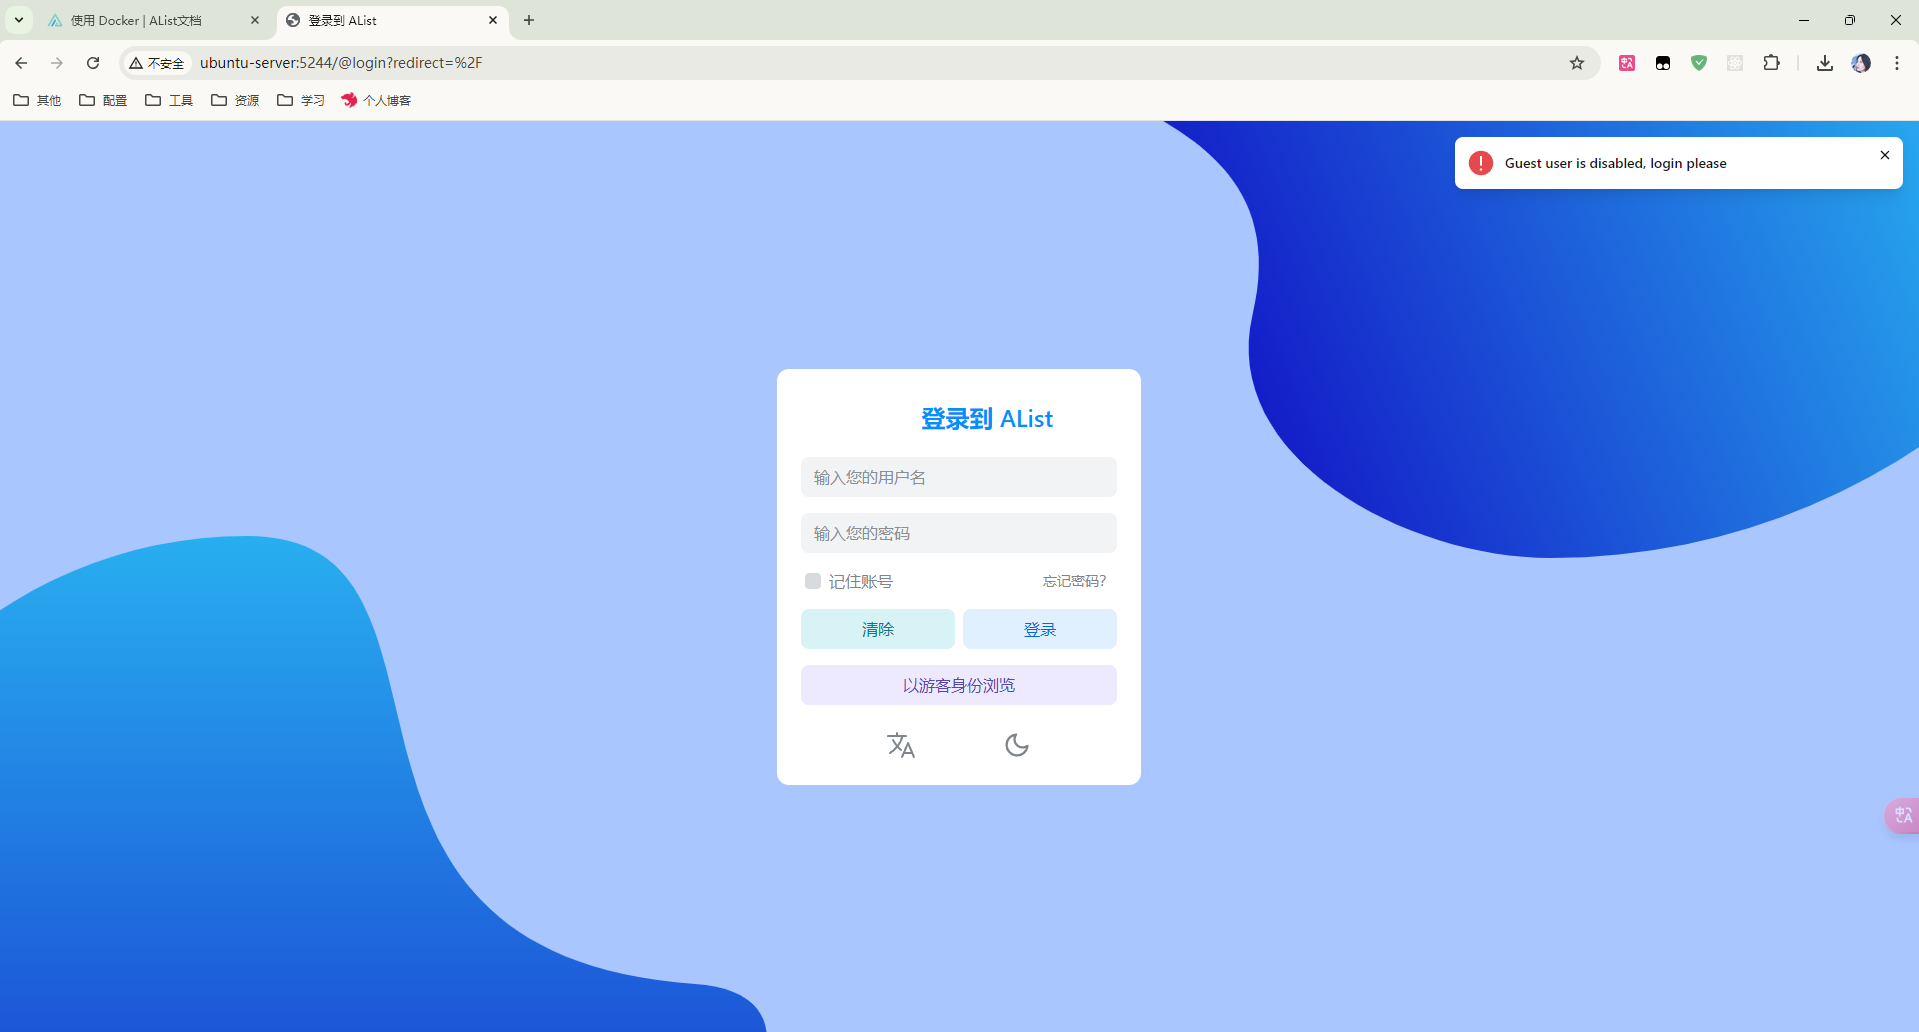 使用 Docker | AList文档
登录到 AList
不安全
ubuntu-server:5244/@login?redirect=%2F
其他
配置
工具
资源
学习
个人博客
Guest user is disabled, login please
登录到 AList
输入您的用户名
输入您的密码
记住账号
忘记密码?
清除
登录
以游客身份浏览